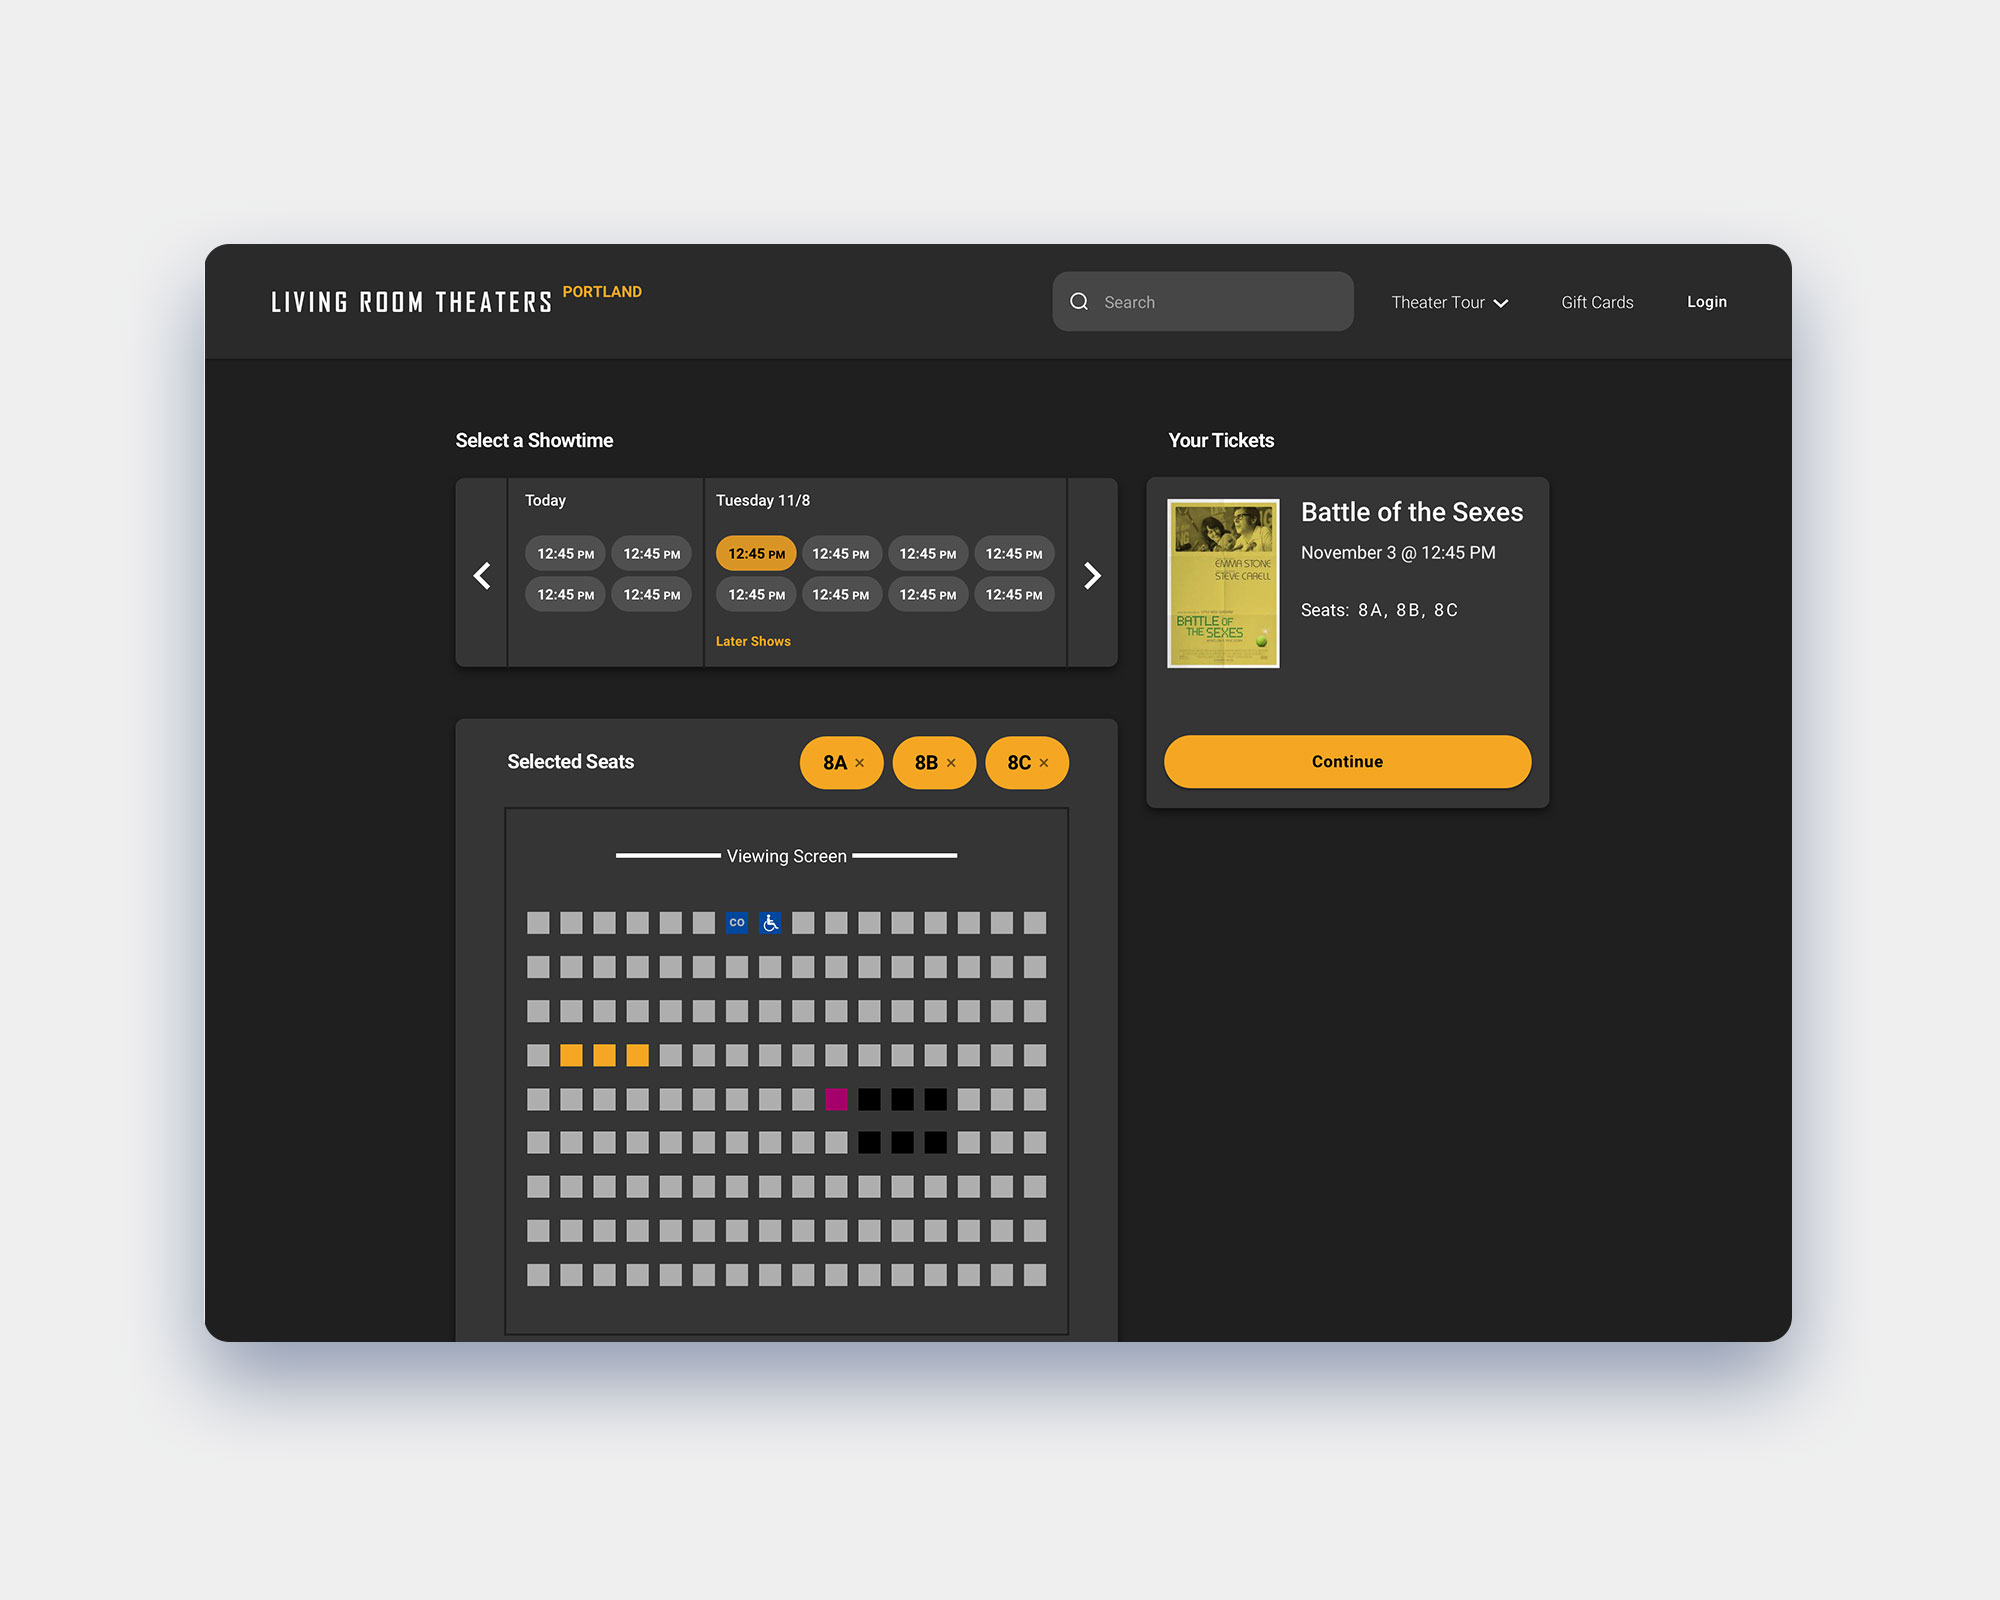 LIVING ROOM THEATERS PORTLAND
Search
Theater Tour
Gift Cards
Login
Select a Showtime
Today
12:45 PM 12:45 PM
12:45 PM 12:45 PM
Tuesday 11/8
12:45 PM 12:45 PM 12:45 PM 12:45 PM
12:45 PM 12:45 PM 12:45 PM 12:45 PM
Later Shows
Your Tickets
EMMA STONE
STEVE CARELL
BATTLE OF
THE SEXES
Battle of the Sexes
November 3 @ 12:45 PM
Seats: 8A, 8B, 8C
Continue
Selected Seats
8A × 8B × 8C ×
Viewing Screen
CO